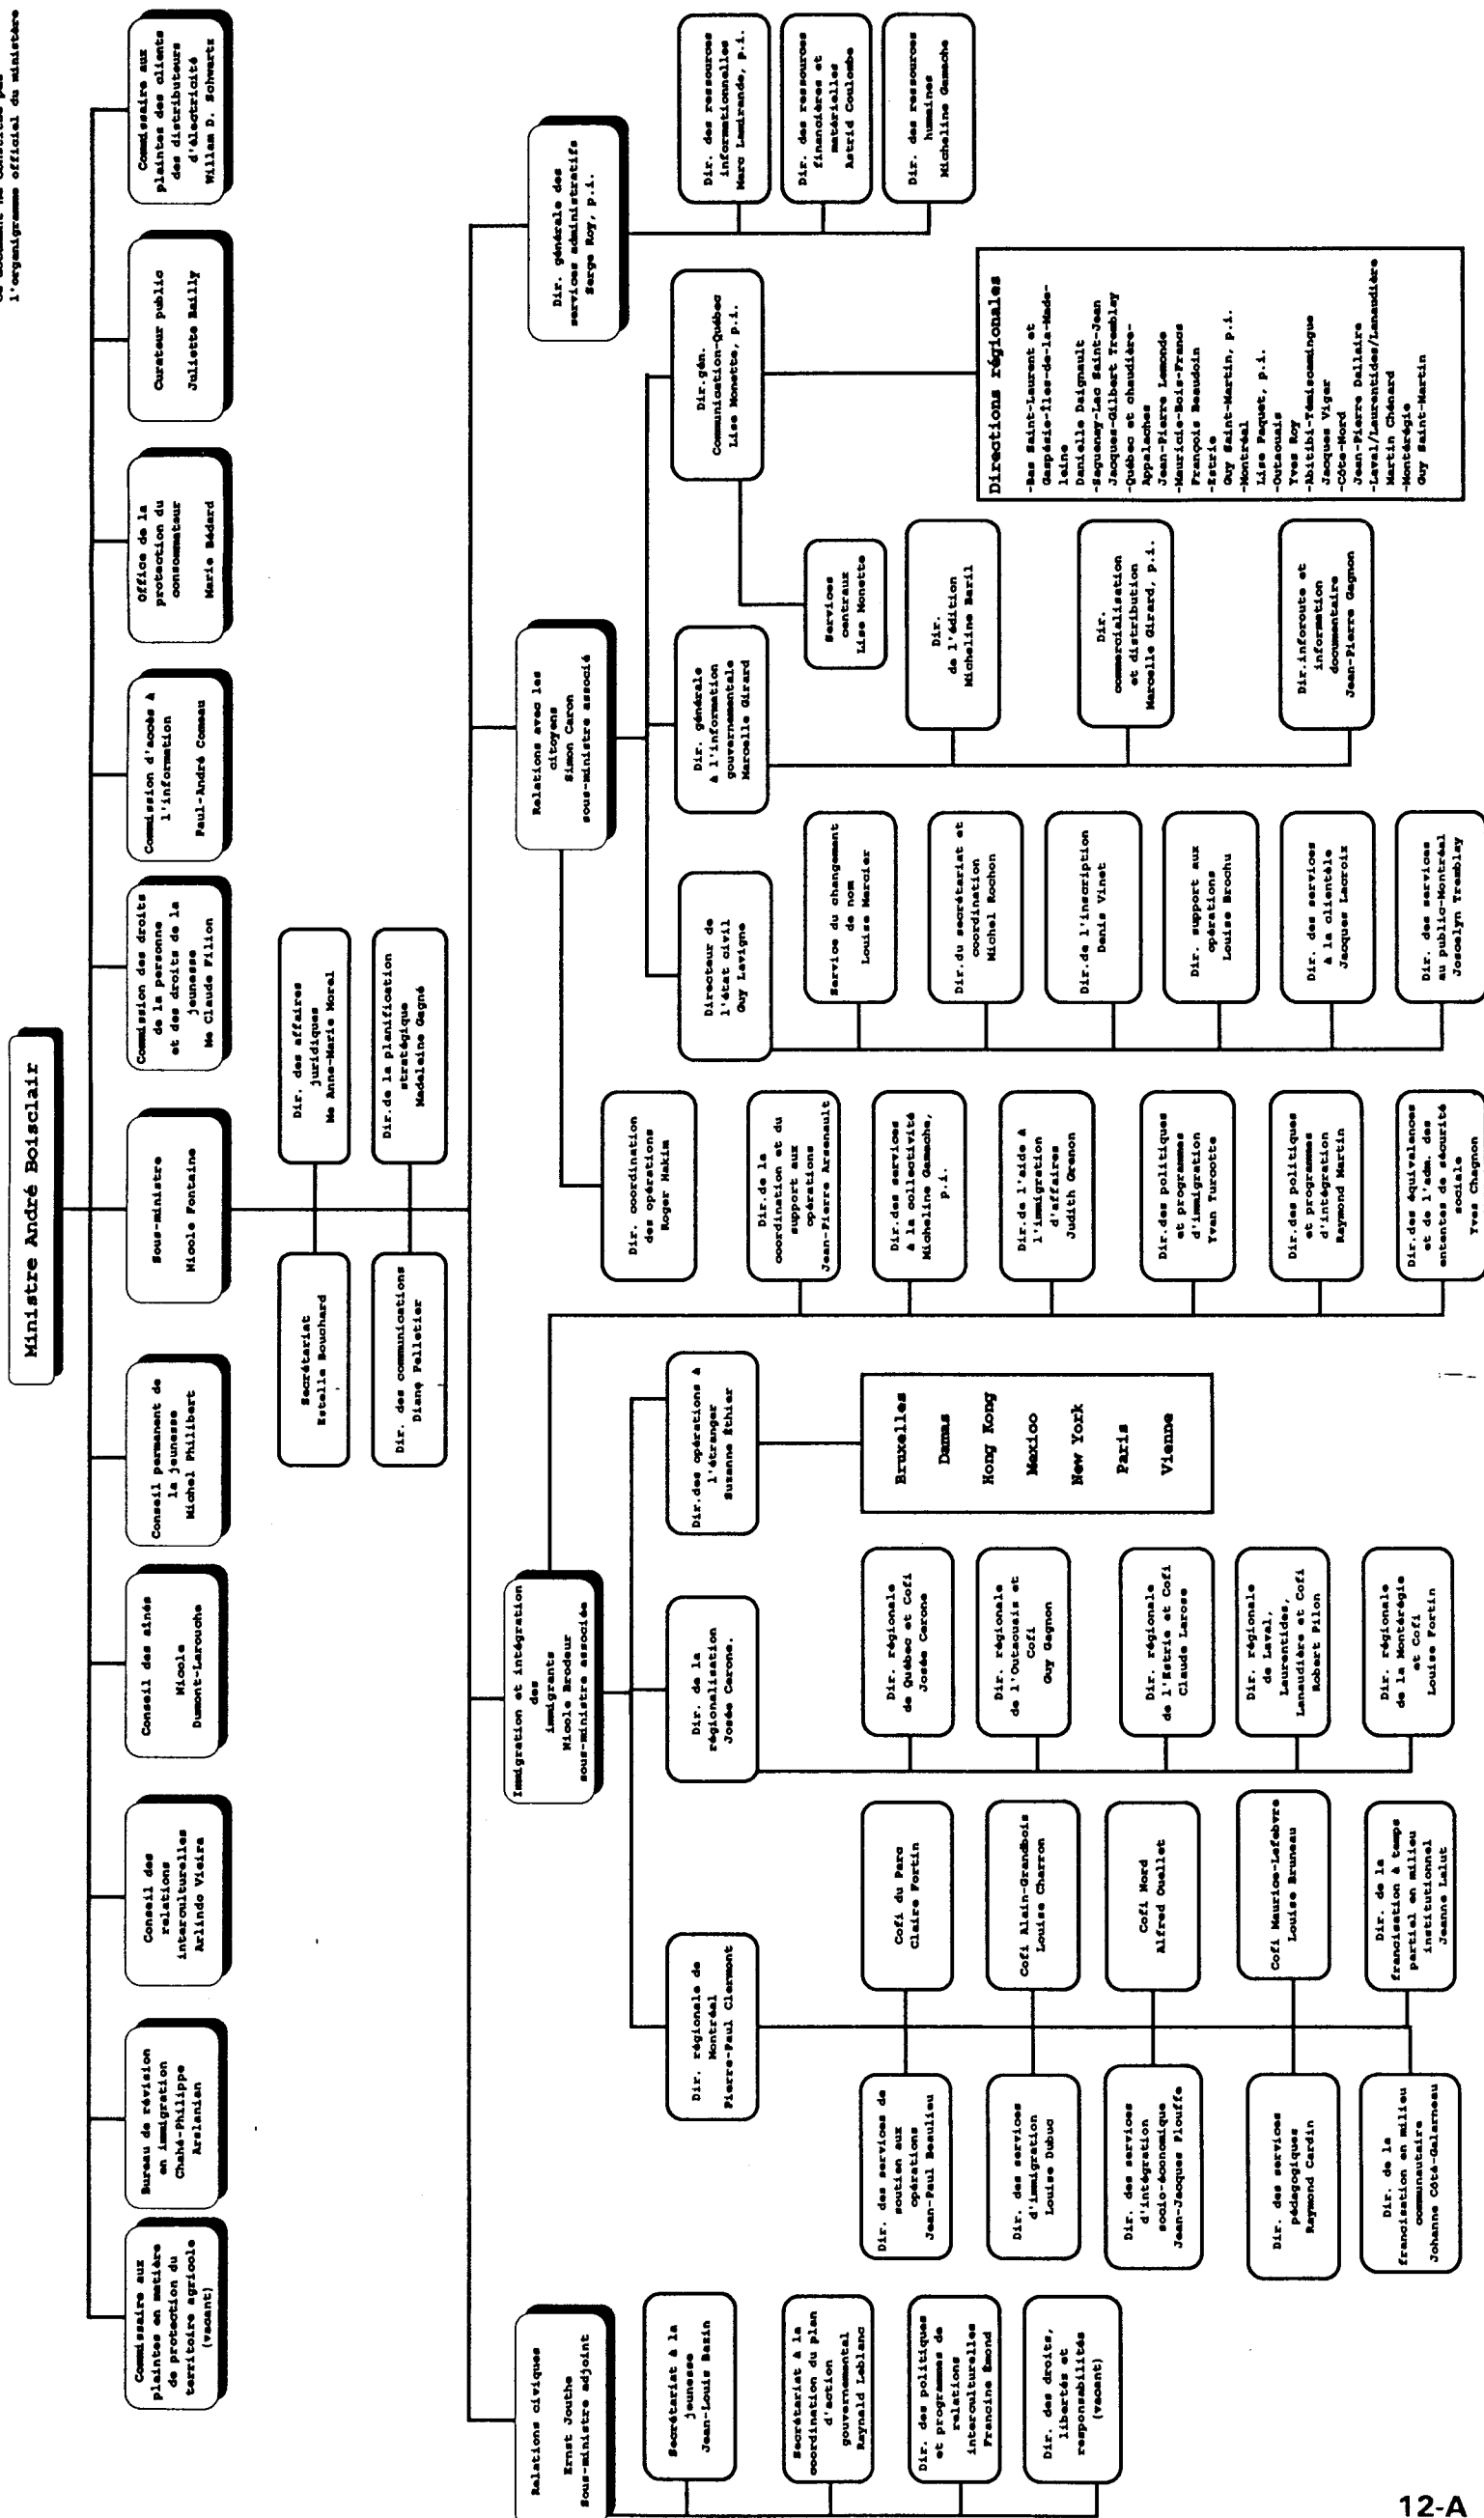 l'organigramme officiel du ministère
Ministre André Boisclair
Commissaire aux
plaintes en matière
de protection du
territoire agricole
(vacant)
Bureau de révision
en immigration
Chahé-Philippe
Arslanian
Conseil des
relations
interculturelles
Arlindo Vieira
Conseil des aînés
Nicole
Dumont-Larouche
Conseil permanent de
la jeunesse
Michel Philibert
Sous-ministre
Nicole Fontaine
Commission des droits
de la personne
et des droits de la
jeunesse
Me Claude Filion
Commission d'accès à
l'information
Paul-André Comeau
Office de la
protection du
consommateur
Marie Bédard
Curateur public
Juliette Bailly
Commissaire aux
plaintes des clients
des distributeurs
d'électricité
Willam D. Schwartz
Secrétariat
Estelle Bouchard
Dir. des affaires
juridiques
Me Anne-Marie Morel
Dir. des communications
Diane Pelletier
Dir.de la planification
stratégique
Madeleine Gagné
Relations civiques
Ernst Jouthe
Sous-ministre adjoint
Secrétariat à la
jeunesse
Jean-Louis Bazin
Secrétariat à la
coordination du plan
d'action
gouvernemental
Raynald Leblanc
Dir. des politiques
et programmes de
relations
interculturelles
Francine Émond
Dir. des droits,
libertés et
responsabilités
(vacant)
Immigration et intégration
des
immigrants
Nicole Brodeur
sous-ministre associée
Dir. régionale de
Montréal
Pierre-Paul Clermont
Dir. des services de
soutien aux
opérations
Jean-Paul Beaulieu
Cofi du Parc
Claire Fortin
Dir. des services
d'immigration
Louise Dubuc
Cofi Alain-Grandbois
Louise Charron
Dir. des services
d'intégration
socio-économique
Jean-Jacques Plouffe
Cofi Nord
Alfred Ouellet
Dir. des services
pédagogiques
Raymond Cardin
Cofi Maurice-Lefebvre
Louise Bruneau
Dir. de la
francisation en milieu
communautaire
Johanne Côté-Galarneau
Dir. de la
francisation à temps
partiel en milieu
institutionnel
Jeanne Lalut
Dir. de la
régionalisation
Josée Carone.
Dir. régionale
de Québec et Cofi
Josée Carone
Dir. régionale
de l'Outaouais et
Cofi
Guy Gagnon
Dir. régionale
de l'Estrie et Cofi
Claude Larose
Dir. régionale
de Laval,
Laurentides,
Lanaudière et Cofi
Robert Pilon
Dir. régionale
de la Montérégie
et Cofi
Louise Fortin
Dir.des opérations à
l'étranger
Suzanne Éthier
Bruxelles
Damas
Hong Kong
Mexico
New York
Paris
Vienne
Dir.de la
coordination et du
support aux
opérations
Jean-Pierre Arsenault
Dir.des services
à la collectivité
Micheline Gamache,
p.i.
Dir.de l'aide à
l'immigration
d'affaires
Judith Grenon
Dir.des politiques
et programmes
d'immigration
Yvan Turcotte
Dir.des politiques
et programmes
d'intégration
Raymond Martin
Dir.des équivalences
et de l'adm. des
ententes de sécurité
sociale
Yves Chagnon
Relations avec les
citoyens
Simon Caron
sous-ministre associé
Dir. coordination
des opérations
Roger Hakim
Directeur de
l'état civil
Guy Lavigne
Service du changement
de nom
Louise Mercier
Dir.du secrétariat et
coordination
Michel Rochon
Dir.de l'inscription
Denis Vinet
Dir. support aux
opérations
Louise Brochu
Dir. des services
à la clientèle
Jacques Lacroix
Dir. des services
au public-Montréal
Joscelyn Tremblay
Dir. générale
à l'information
gouvernementale
Marcelle Girard
Dir.
de l'édition
Micheline Baril
Dir.
commercialisation
et distribution
Marcelle Girard, p.i.
Dir.inforoute et
information
documentaire
Jean-Pierre Gagnon
Dir.gén.
Communication-Québec
Lise Monette, p.i.
Services
centraux
Lise Monette
Directions régionales
-Bas Saint-Laurent et
Gaspésie-Îles-de-la-Made-
leine
Danielle Daignault
-Saguenay-Lac Saint-Jean
Jacques-Gilbert Tremblay
-Québec et chaudière-
Appalaches
Jean-Pierre Lemonde
-Mauricie-Bois-Francs
François Beaudoin
-Estrie
Guy Saint-Martin, p.i.
-Montréal
Lise Paquet, p.i.
-Outaouais
Yves Roy
-Abitibi-Témiscamingue
Jacques Viger
-Côte-Nord
Jean-Pierre Dallaire
-Laval/Laurentides/Lanaudière
Martin Chénard
-Montérégie
Guy Saint-Martin
Dir. générale des
services administratifs
Serge Roy, p.i.
Dir. des ressources
informationnelles
Marc Lamirande, p.i.
Dir. des ressources
financières et
matérielles
Astrid Coulombe
Dir. des ressources
humaines
Micheline Gamache
12-A